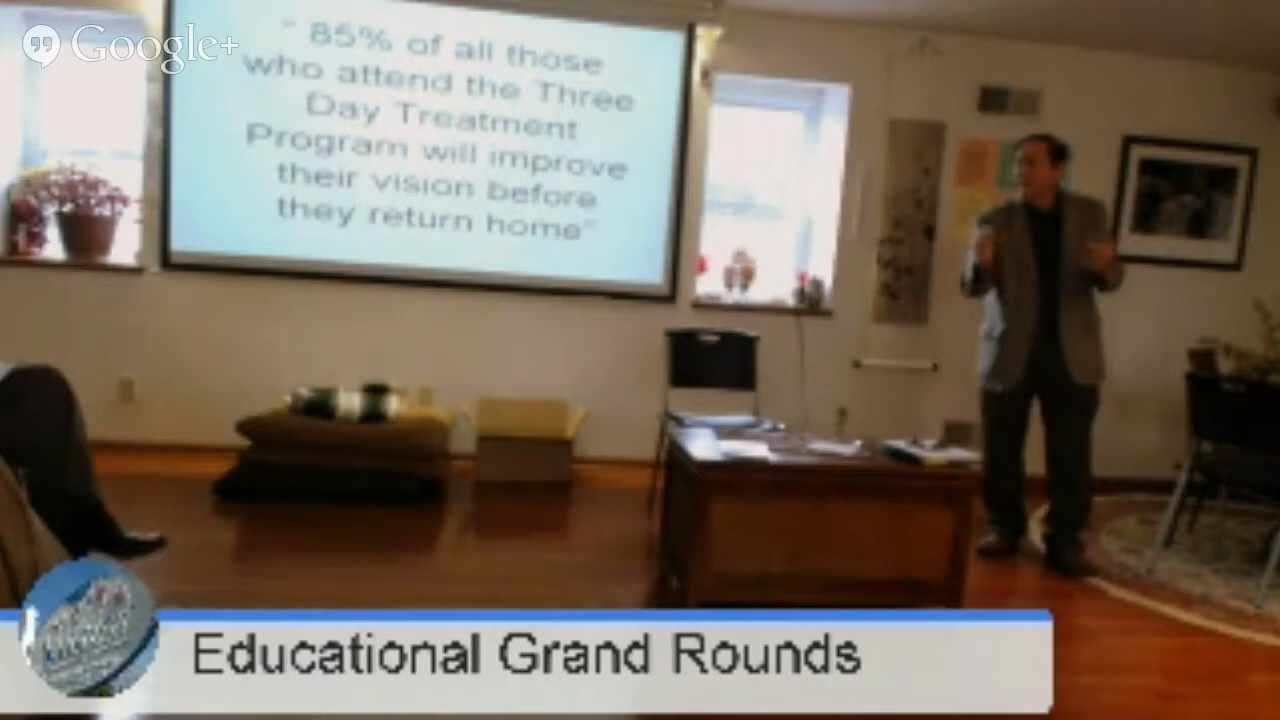 Google+
" 85% of all those
who attend the Three
Day Treatment
Program will improve
their vision before
they return home"
Educational Grand Rounds